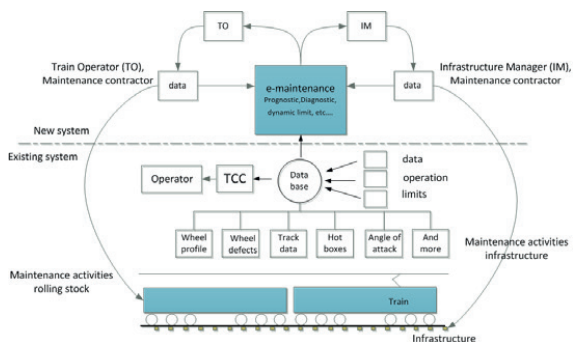 TO
IM
Train Operator (TO),
Maintenance contractor
Infrastructure Manager (IM),
Maintenance contractor
data
e-maintenance
Prognostic,Diagnostic,
dynamic limit, etc....
data
New system
Existing system
Operator
TCC
Data
base
data
operation
limits
Wheel
profile
Wheel
defects
Track
data
Hot
boxes
Angle of
attack
And
more
Maintenance activities
infrastructure
Maintenance activities
rolling stock
Train
Infrastructure